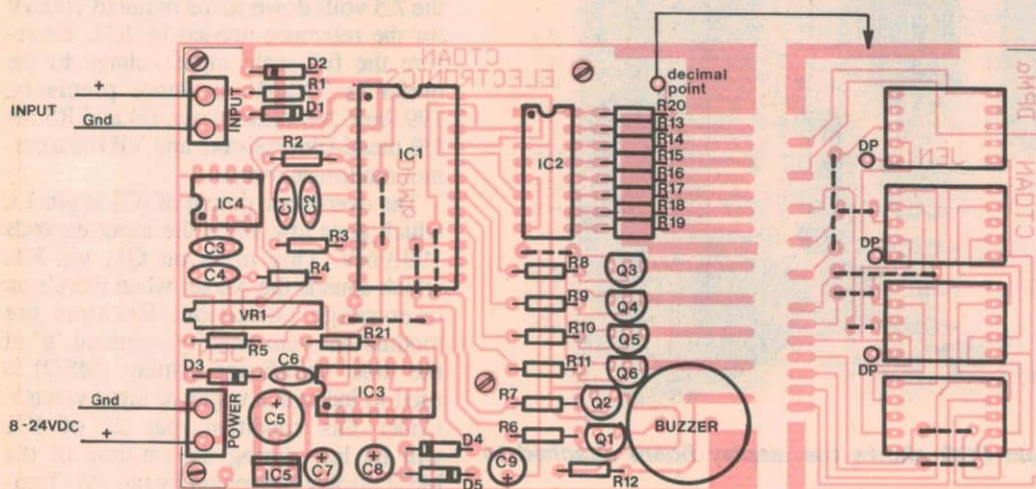 decimal
point
CTOAN
ELECTRONICS
D2
R1
D1
INPUT
+
Gnd
INPUT
R2
IC1
IC2
R20
R13
R14
R15
R16
R17
R18
R19
DP
IC4
C1
C2
C3
R3
C4
R4
VR1
R5
R21
R8
Q3
R9
Q4
R10
Q5
R11
Q6
DP
DP
DP
JEN
CTOAN
D3
C6
IC3
R7
Q2
Gnd
8-24VDC
+
POWER
+
C5
R6
Q1
BUZZER
IC5
+
C7
+
C8
D4
D5
C9
+
R12